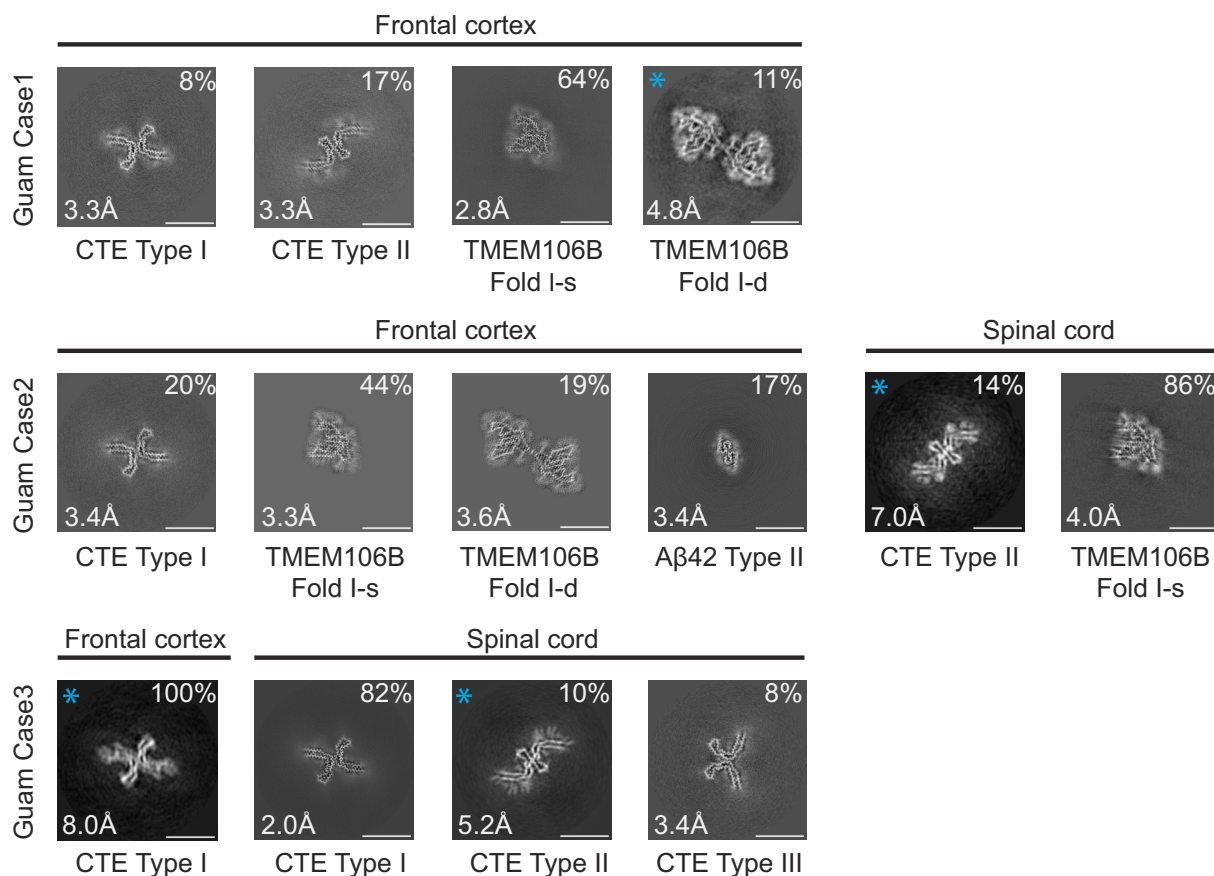 Frontal cortex
Guam Case1
* 8% 17% 64% 11%
3.3Å 3.3Å 2.8Å 4.8Å
CTE Type I CTE Type II TMEM106B TMEM106B
Fold I-s Fold I-d
Frontal cortex Spinal cord
Guam Case2
20% 44% 19% 17% * 14% 86%
3.4Å 3.3Å 3.6Å 3.4Å 7.0Å 4.0Å
CTE Type I TMEM106B TMEM106B Aβ42 Type II CTE Type II TMEM106B
Fold I-s Fold I-d Fold I-s
Frontal cortex Spinal cord
Guam Case3
* 100% 82% * 10% 8%
8.0Å 2.0Å 5.2Å 3.4Å
CTE Type I CTE Type I CTE Type II CTE Type III